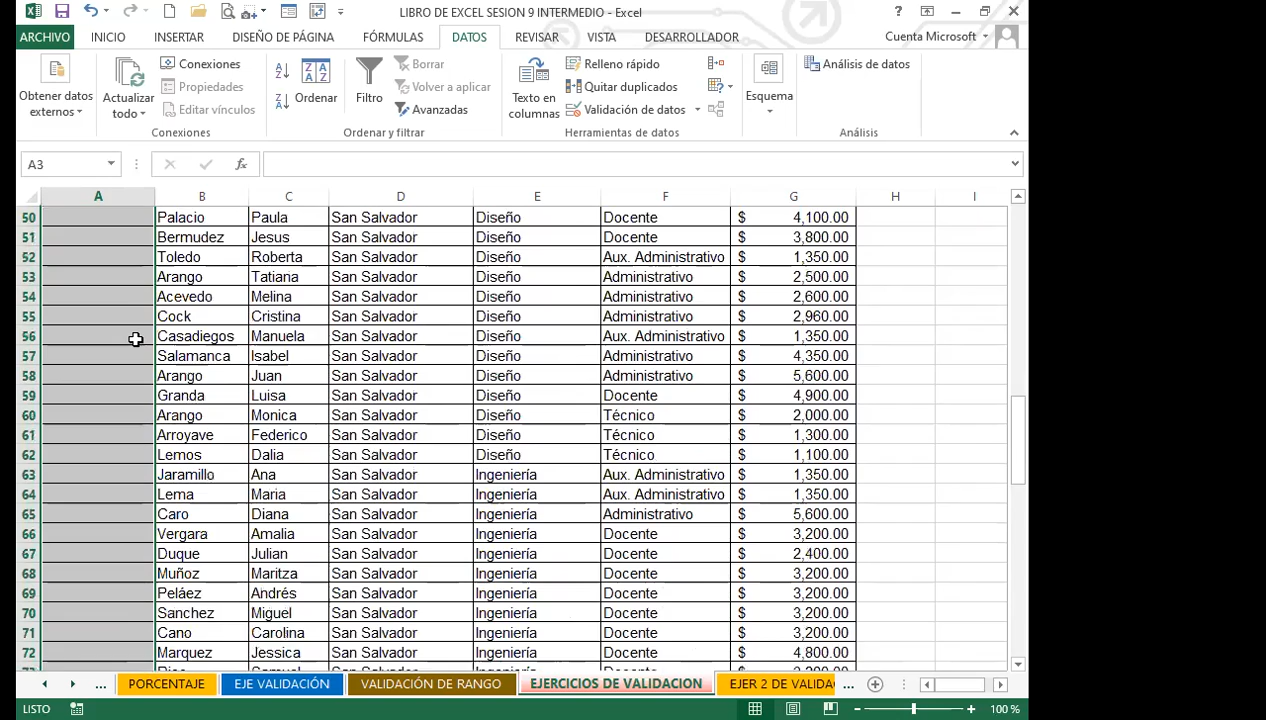 LIBRO DE EXCEL SESION 9 INTERMEDIO - Excel
ARCHIVO INICIO INSERTAR DISEÑO DE PÁGINA FÓRMULAS DATOS REVISAR VISTA DESARROLLADOR Cuenta Microsoft
Obtener datos externos
Actualizar todo
Conexiones
Propiedades
Editar vínculos
Conexiones
Ordenar
Filtro
Borrar
Volver a aplicar
Avanzadas
Ordenar y filtrar
Texto en columnas
Relleno rápido
Quitar duplicados
Validación de datos
Herramientas de datos
Esquema
Análisis de datos
Análisis
A3
A B C D E F G H I
50 Palacio Paula San Salvador Diseño Docente $ 4,100.00
51 Bermudez Jesus San Salvador Diseño Docente $ 3,800.00
52 Toledo Roberta San Salvador Diseño Aux. Administrativo $ 1,350.00
53 Arango Tatiana San Salvador Diseño Administrativo $ 2,500.00
54 Acevedo Melina San Salvador Diseño Administrativo $ 2,600.00
55 Cock Cristina San Salvador Diseño Administrativo $ 2,960.00
56 Casadiegos Manuela San Salvador Diseño Aux. Administrativo $ 1,350.00
57 Salamanca Isabel San Salvador Diseño Administrativo $ 4,350.00
58 Arango Juan San Salvador Diseño Administrativo $ 5,600.00
59 Granda Luisa San Salvador Diseño Docente $ 4,900.00
60 Arango Monica San Salvador Diseño Técnico $ 2,000.00
61 Arroyave Federico San Salvador Diseño Técnico $ 1,300.00
62 Lemos Dalia San Salvador Diseño Técnico $ 1,100.00
63 Jaramillo Ana San Salvador Ingeniería Aux. Administrativo $ 1,350.00
64 Lema Maria San Salvador Ingeniería Aux. Administrativo $ 1,350.00
65 Caro Diana San Salvador Ingeniería Administrativo $ 5,600.00
66 Vergara Amalia San Salvador Ingeniería Docente $ 3,200.00
67 Duque Julian San Salvador Ingeniería Docente $ 2,400.00
68 Muñoz Maritza San Salvador Ingeniería Docente $ 3,200.00
69 Peláez Andrés San Salvador Ingeniería Docente $ 3,200.00
70 Sanchez Miguel San Salvador Ingeniería Docente $ 3,200.00
71 Cano Carolina San Salvador Ingeniería Docente $ 3,200.00
72 Marquez Jessica San Salvador Ingeniería Docente $ 4,800.00
... PORCENTAJE EJE VALIDACIÓN VALIDACIÓN DE RANGO EJERCICIOS DE VALIDACION EJER 2 DE VALIDA ...
LISTO 100 %